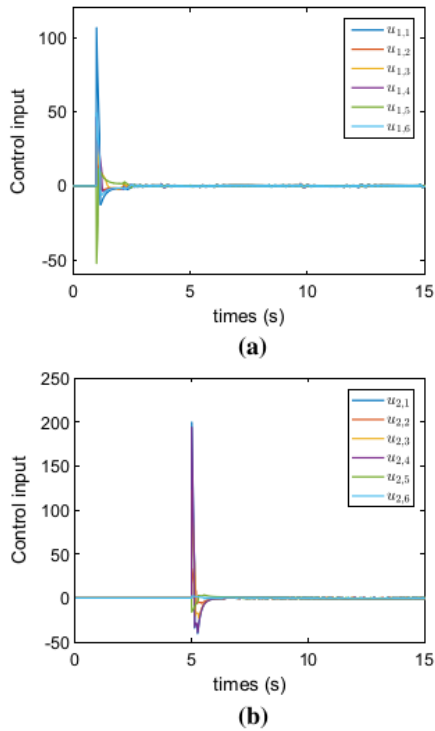 100
50
0
-50
Control input
u1,1
u1,2
u1,3
u1,4
u1,5
u1,6
0 5 10 15
times (s)
(a)
250
200
150
100
50
0
-50
Control input
u2,1
u2,2
u2,3
u2,4
u2,5
u2,6
0 5 10 15
times (s)
(b)